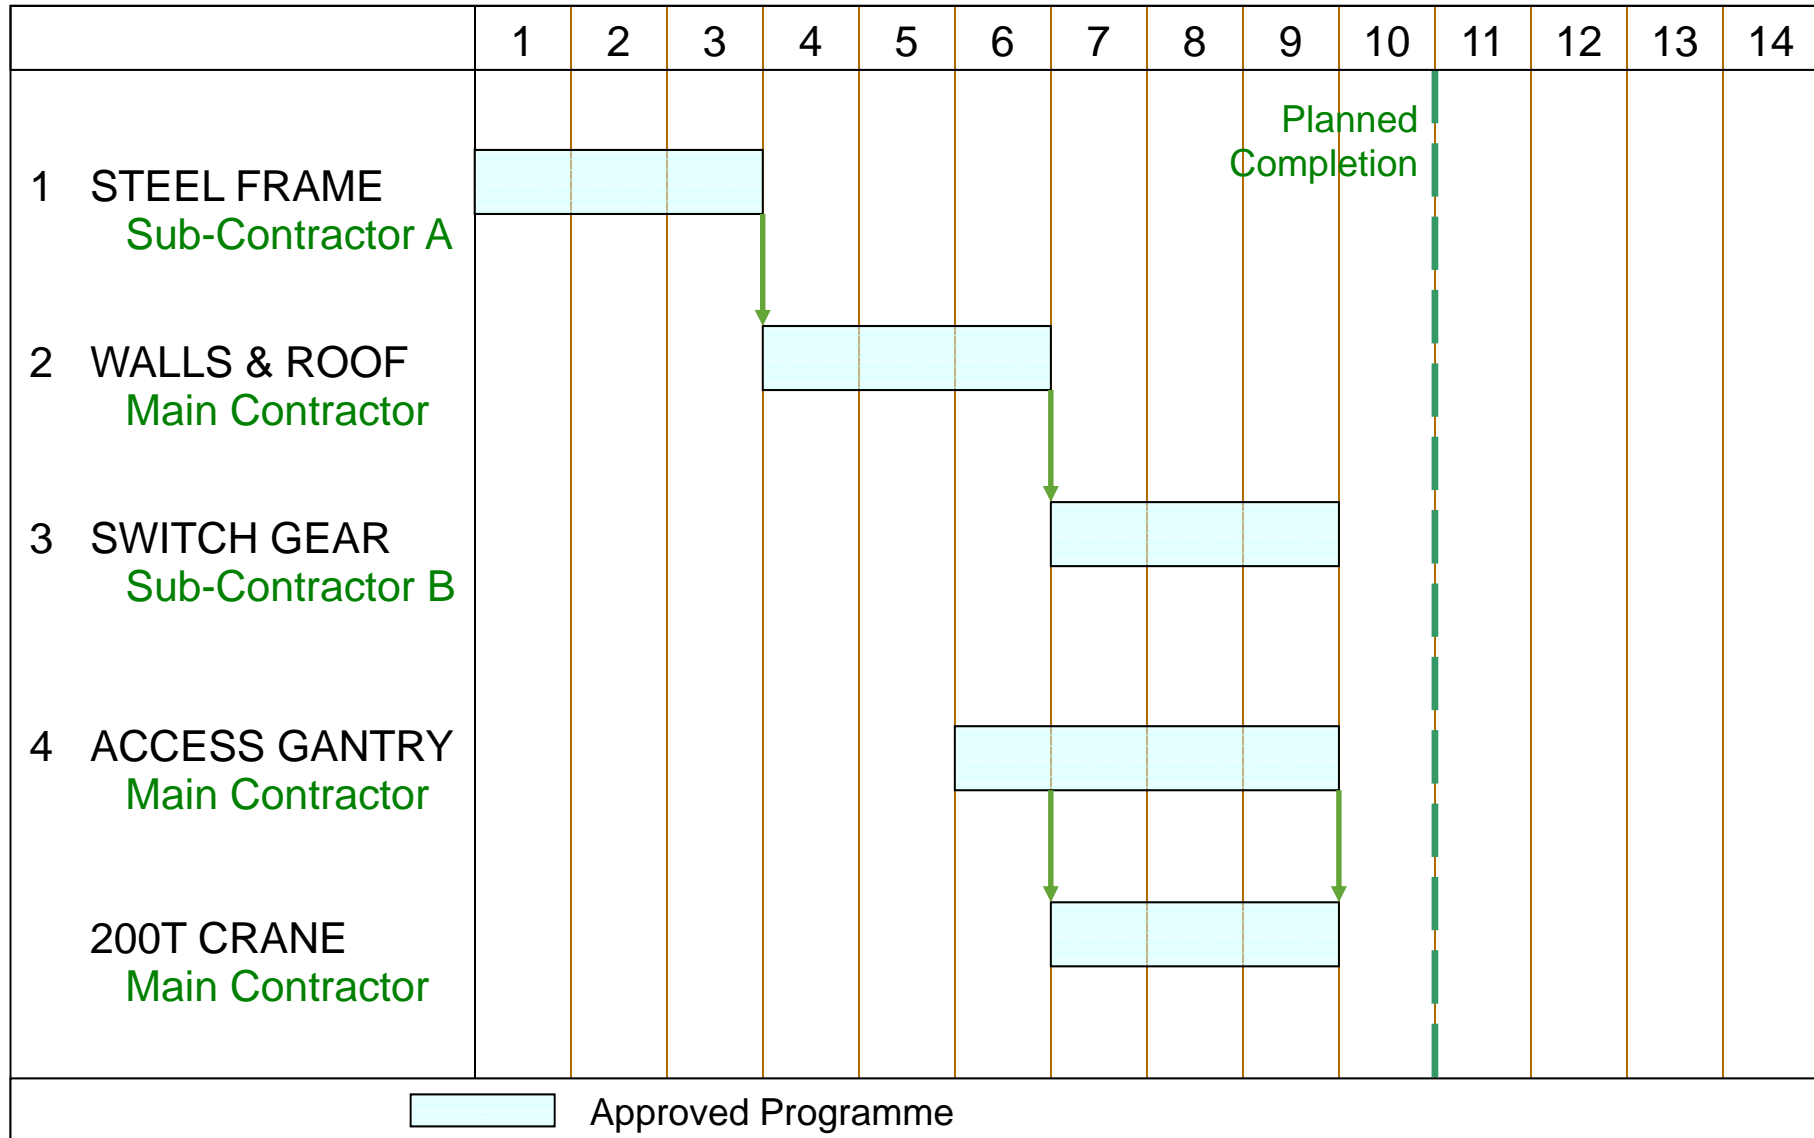 1 2 3 4 5 6 7 8 9 10 11 12 13 14
Planned
Completion
1 STEEL FRAME
Sub-Contractor A
2 WALLS & ROOF
Main Contractor
3 SWITCH GEAR
Sub-Contractor B
4 ACCESS GANTRY
Main Contractor
200T CRANE
Main Contractor
Approved Programme